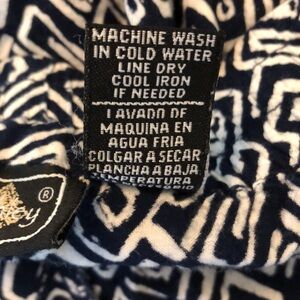 MACHINE WASH
IN COLD WATER
LINE DRY
COOL IRON
IF NEEDED
LAVADO DE
MAQUINA EN
AGUA FRIA
COLGAR A SECAR
PLANCHA A BAJA
TEMPERATURA
®